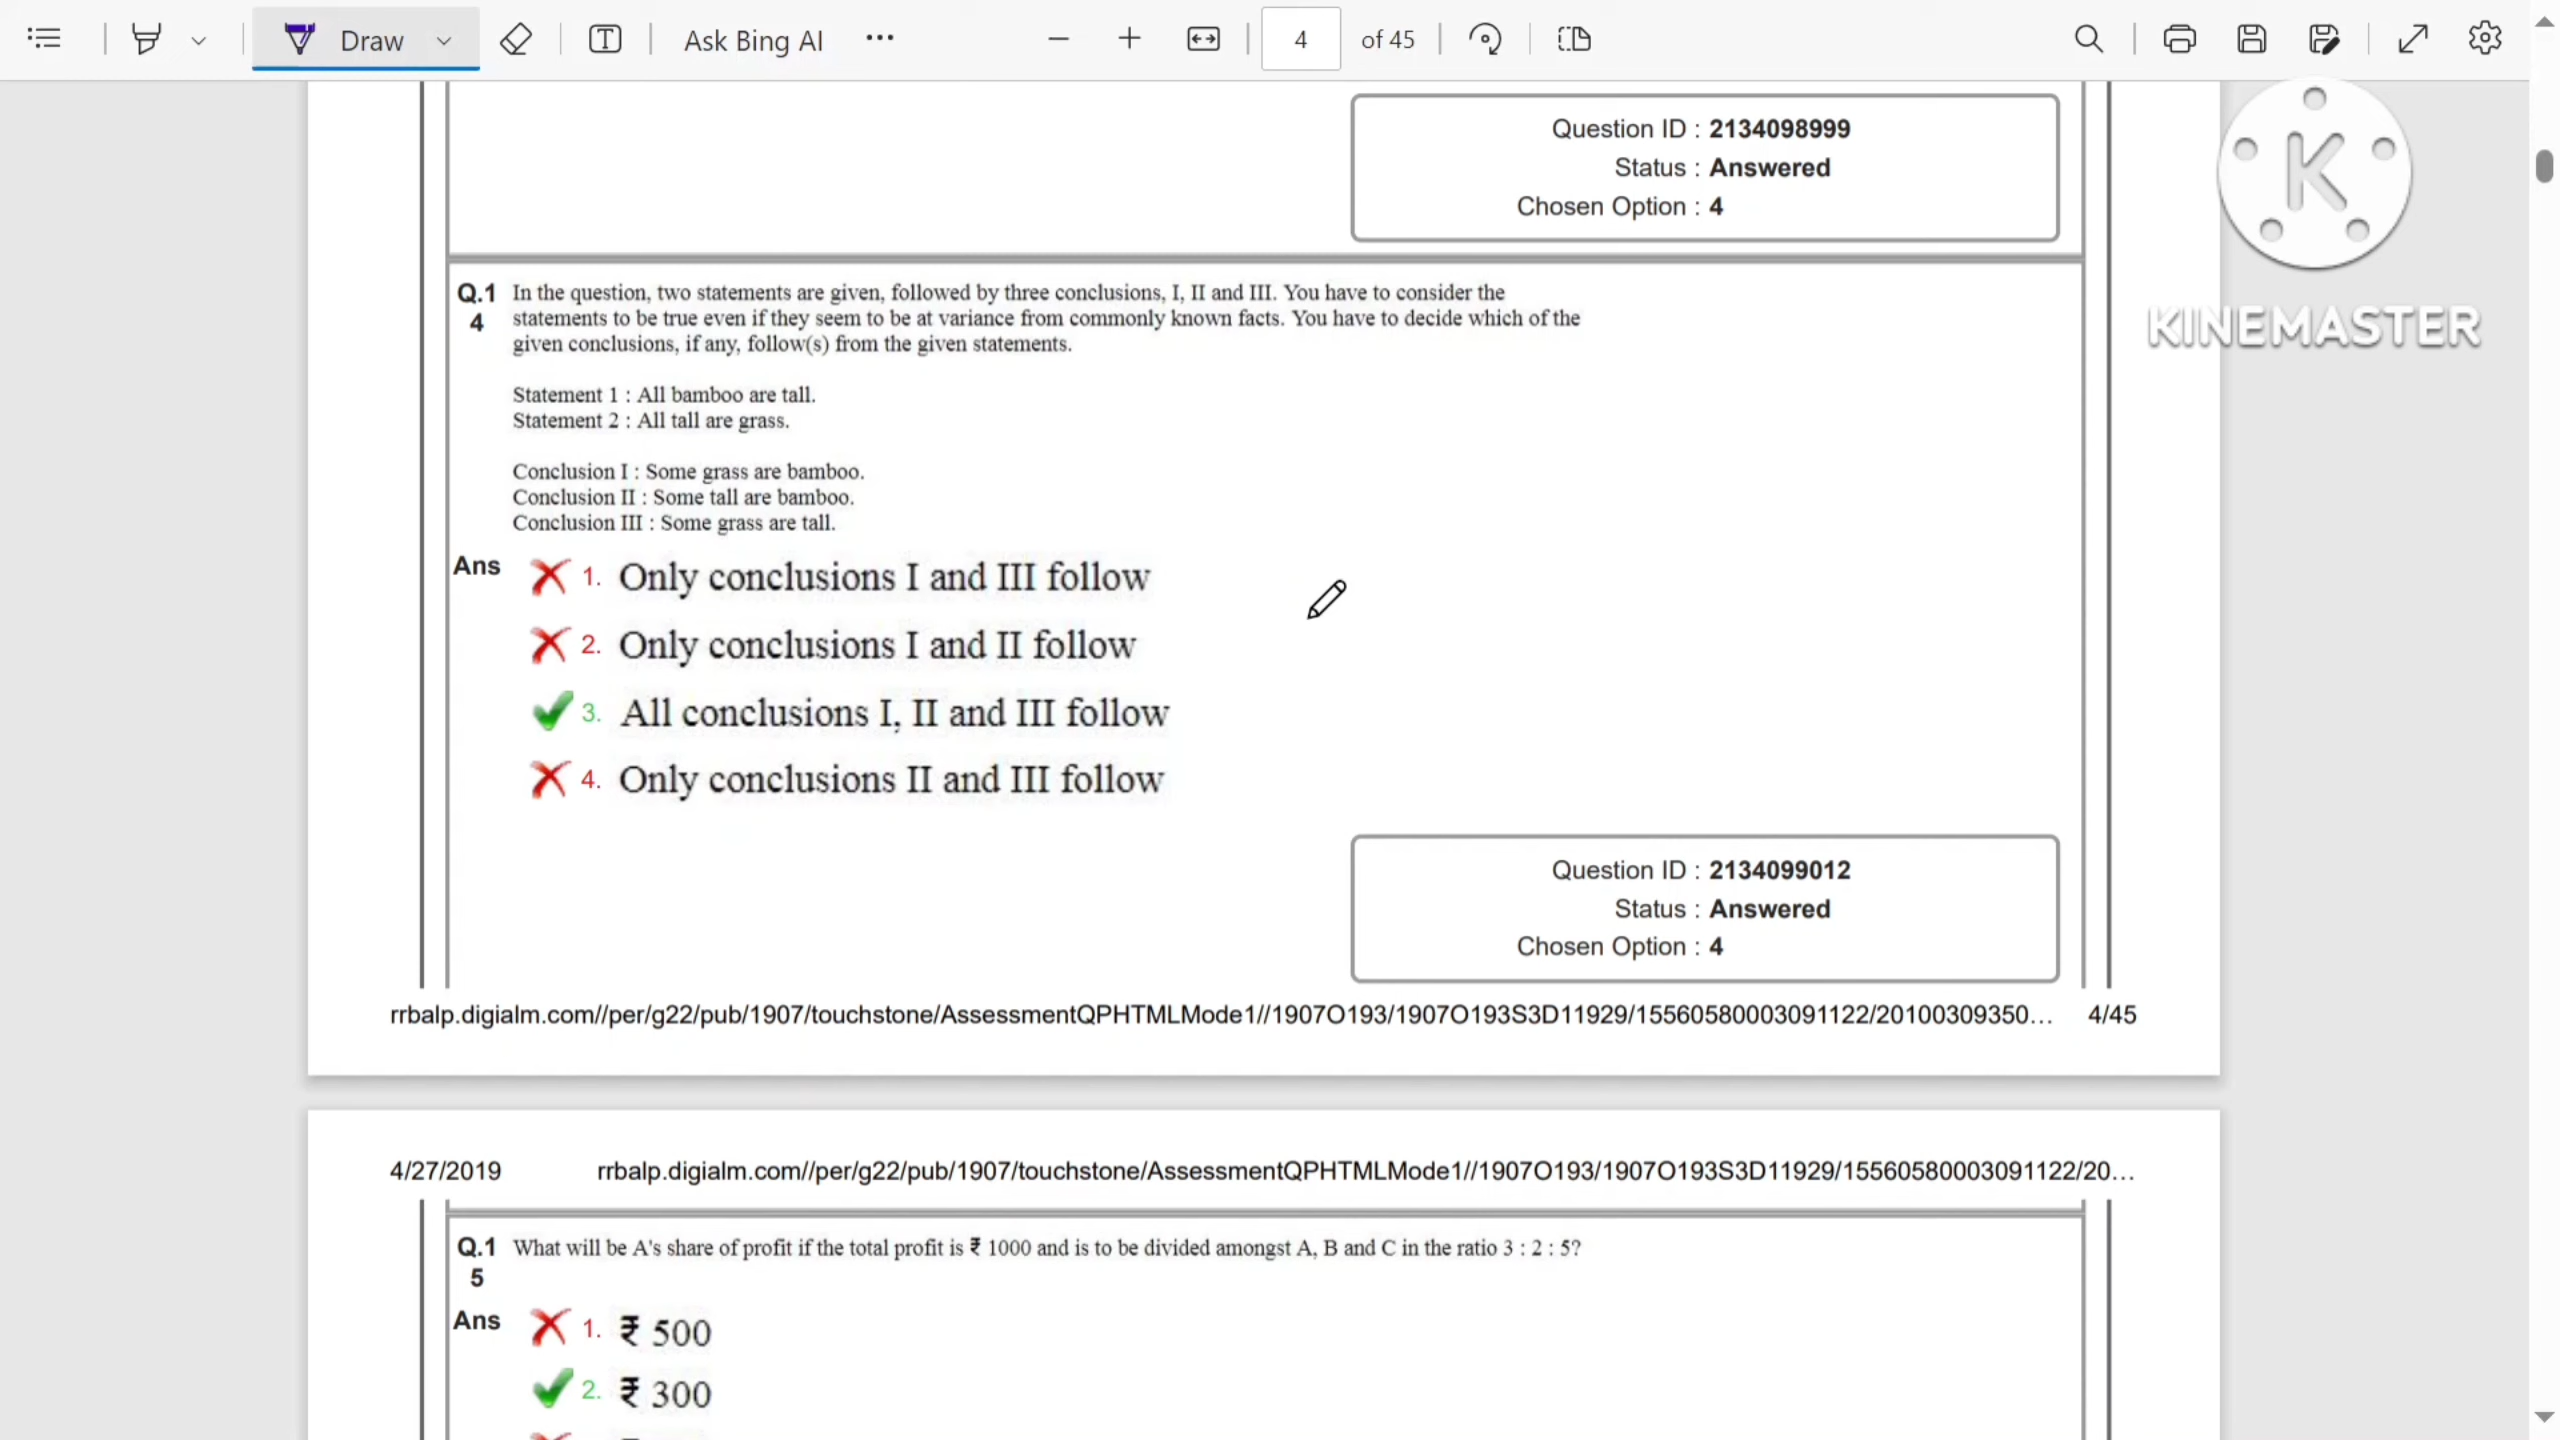 Draw
Ask Bing AI
4 of 45
Question ID : 2134098999
Status : Answered
Chosen Option : 4
K
KINEMASTER
Q.1 In the question, two statements are given, followed by three conclusions, I, II and III. You have to consider the
4 statements to be true even if they seem to be at variance from commonly known facts. You have to decide which of the
given conclusions, if any, follow(s) from the given statements.
Statement 1 : All bamboo are tall.
Statement 2 : All tall are grass.
Conclusion I : Some grass are bamboo.
Conclusion II : Some tall are bamboo.
Conclusion III : Some grass are tall.
Ans 1. Only conclusions I and III follow
2. Only conclusions I and II follow
3. All conclusions I, II and III follow
4. Only conclusions II and III follow
Question ID : 2134099012
Status : Answered
Chosen Option : 4
rrbalp.digialm.com//per/g22/pub/1907/touchstone/AssessmentQPHTMLMode1//1907O193/1907O193S3D11929/15560580003091122/20100309350... 4/45
4/27/2019 rrbalp.digialm.com//per/g22/pub/1907/touchstone/AssessmentQPHTMLMode1//1907O193/1907O193S3D11929/15560580003091122/20...
Q.1 What will be A's share of profit if the total profit is ₹ 1000 and is to be divided amongst A, B and C in the ratio 3 : 2 : 5?
5
Ans 1. ₹ 500
2. ₹ 300